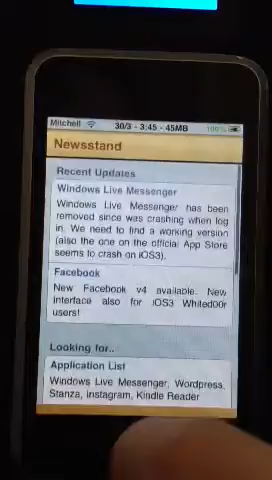 Mitchell 30/3 - 3:45 - 45MB 100%
Newsstand
Recent Updates
Windows Live Messenger
Windows Live Messenger has been
removed since was crashing when log
in. We need to find a working version
(also the one on the official App Store
seems to crash on iOS3).
Facebook
New Facebook v4 available. New
interface also for iOS3 Whited00r
users!
Looking for..
Application List
Windows Live Messenger, Wordpress,
Stanza, Instagram, Kindle Reader